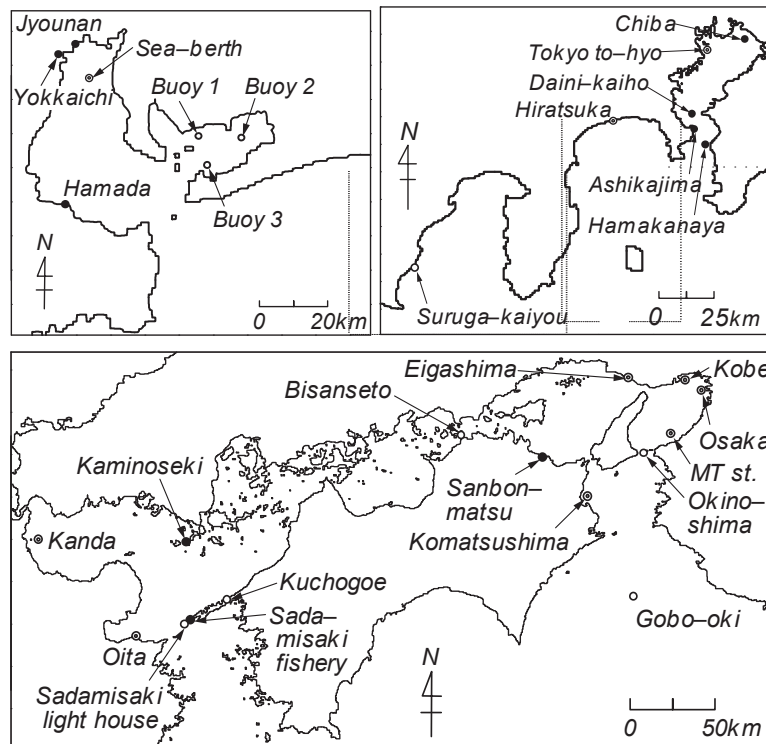 Jyounan
Sea–berth
Yokkaichi
Buoy 1
Buoy 2
Hamada
Buoy 3
N
0 20km
Chiba
Tokyo to–hyo
Daini–kaiho
Hiratsuka
Ashikajima
Hamakanaya
N
Suruga–kaiyou
0 25km
Eigashima
Kobe
Bisanseto
Osaka
Kaminoseki
MT st.
Sanbon–
matsu
Okino–
shima
Kanda
Komatsushima
Kuchogoe
Gobo–oki
Sada–
misaki
fishery
Oita
N
Sadamisaki
light house
0 50km